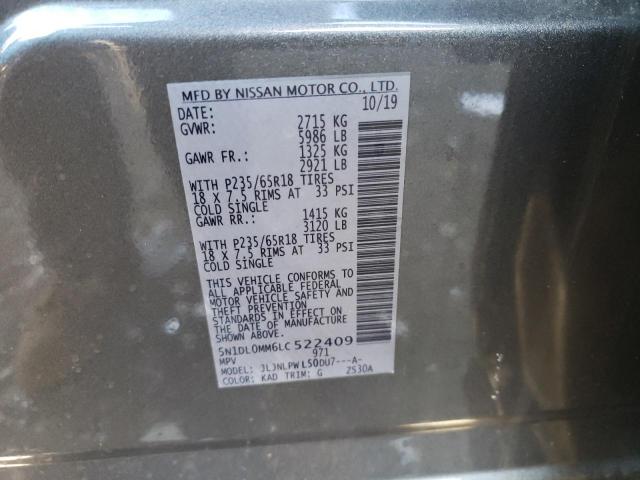 MFD BY NISSAN MOTOR CO., LTD.
DATE: 10/19
GVWR: 2715 KG
5986 LB
GAWR FR.: 1325 KG
2921 LB
WITH P235/65R18 TIRES
18 X 7.5 RIMS AT 33 PSI
COLD SINGLE
GAWR RR.: 1415 KG
3120 LB
WITH P235/65R18 TIRES
18 X 7.5 RIMS AT 33 PSI
COLD SINGLE
THIS VEHICLE CONFORMS TO
ALL APPLICABLE FEDERAL
MOTOR VEHICLE SAFETY AND
THEFT PREVENTION
STANDARDS IN EFFECT ON
THE DATE OF MANUFACTURE
SHOWN ABOVE.
5N1DL0MM6LC522409
MPV 971
MODEL: JLJNLPWL50DU7---A-
COLOR: KAD TRIM: G ZS30A